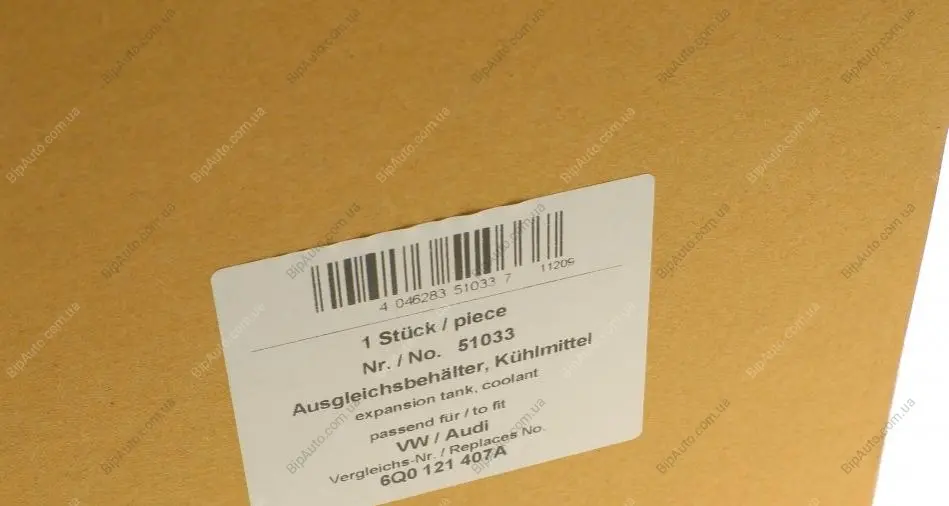 4 046283 51033 7
11209
1 Stück / piece
Nr. / No. 51033
Ausgleichsbehälter, Kühlmittel
expansion tank, coolant
passend für / to fit
VW / Audi
Vergleichs-Nr. / Replaces No.
6Q0 121 407A
BipAuto.com.ua